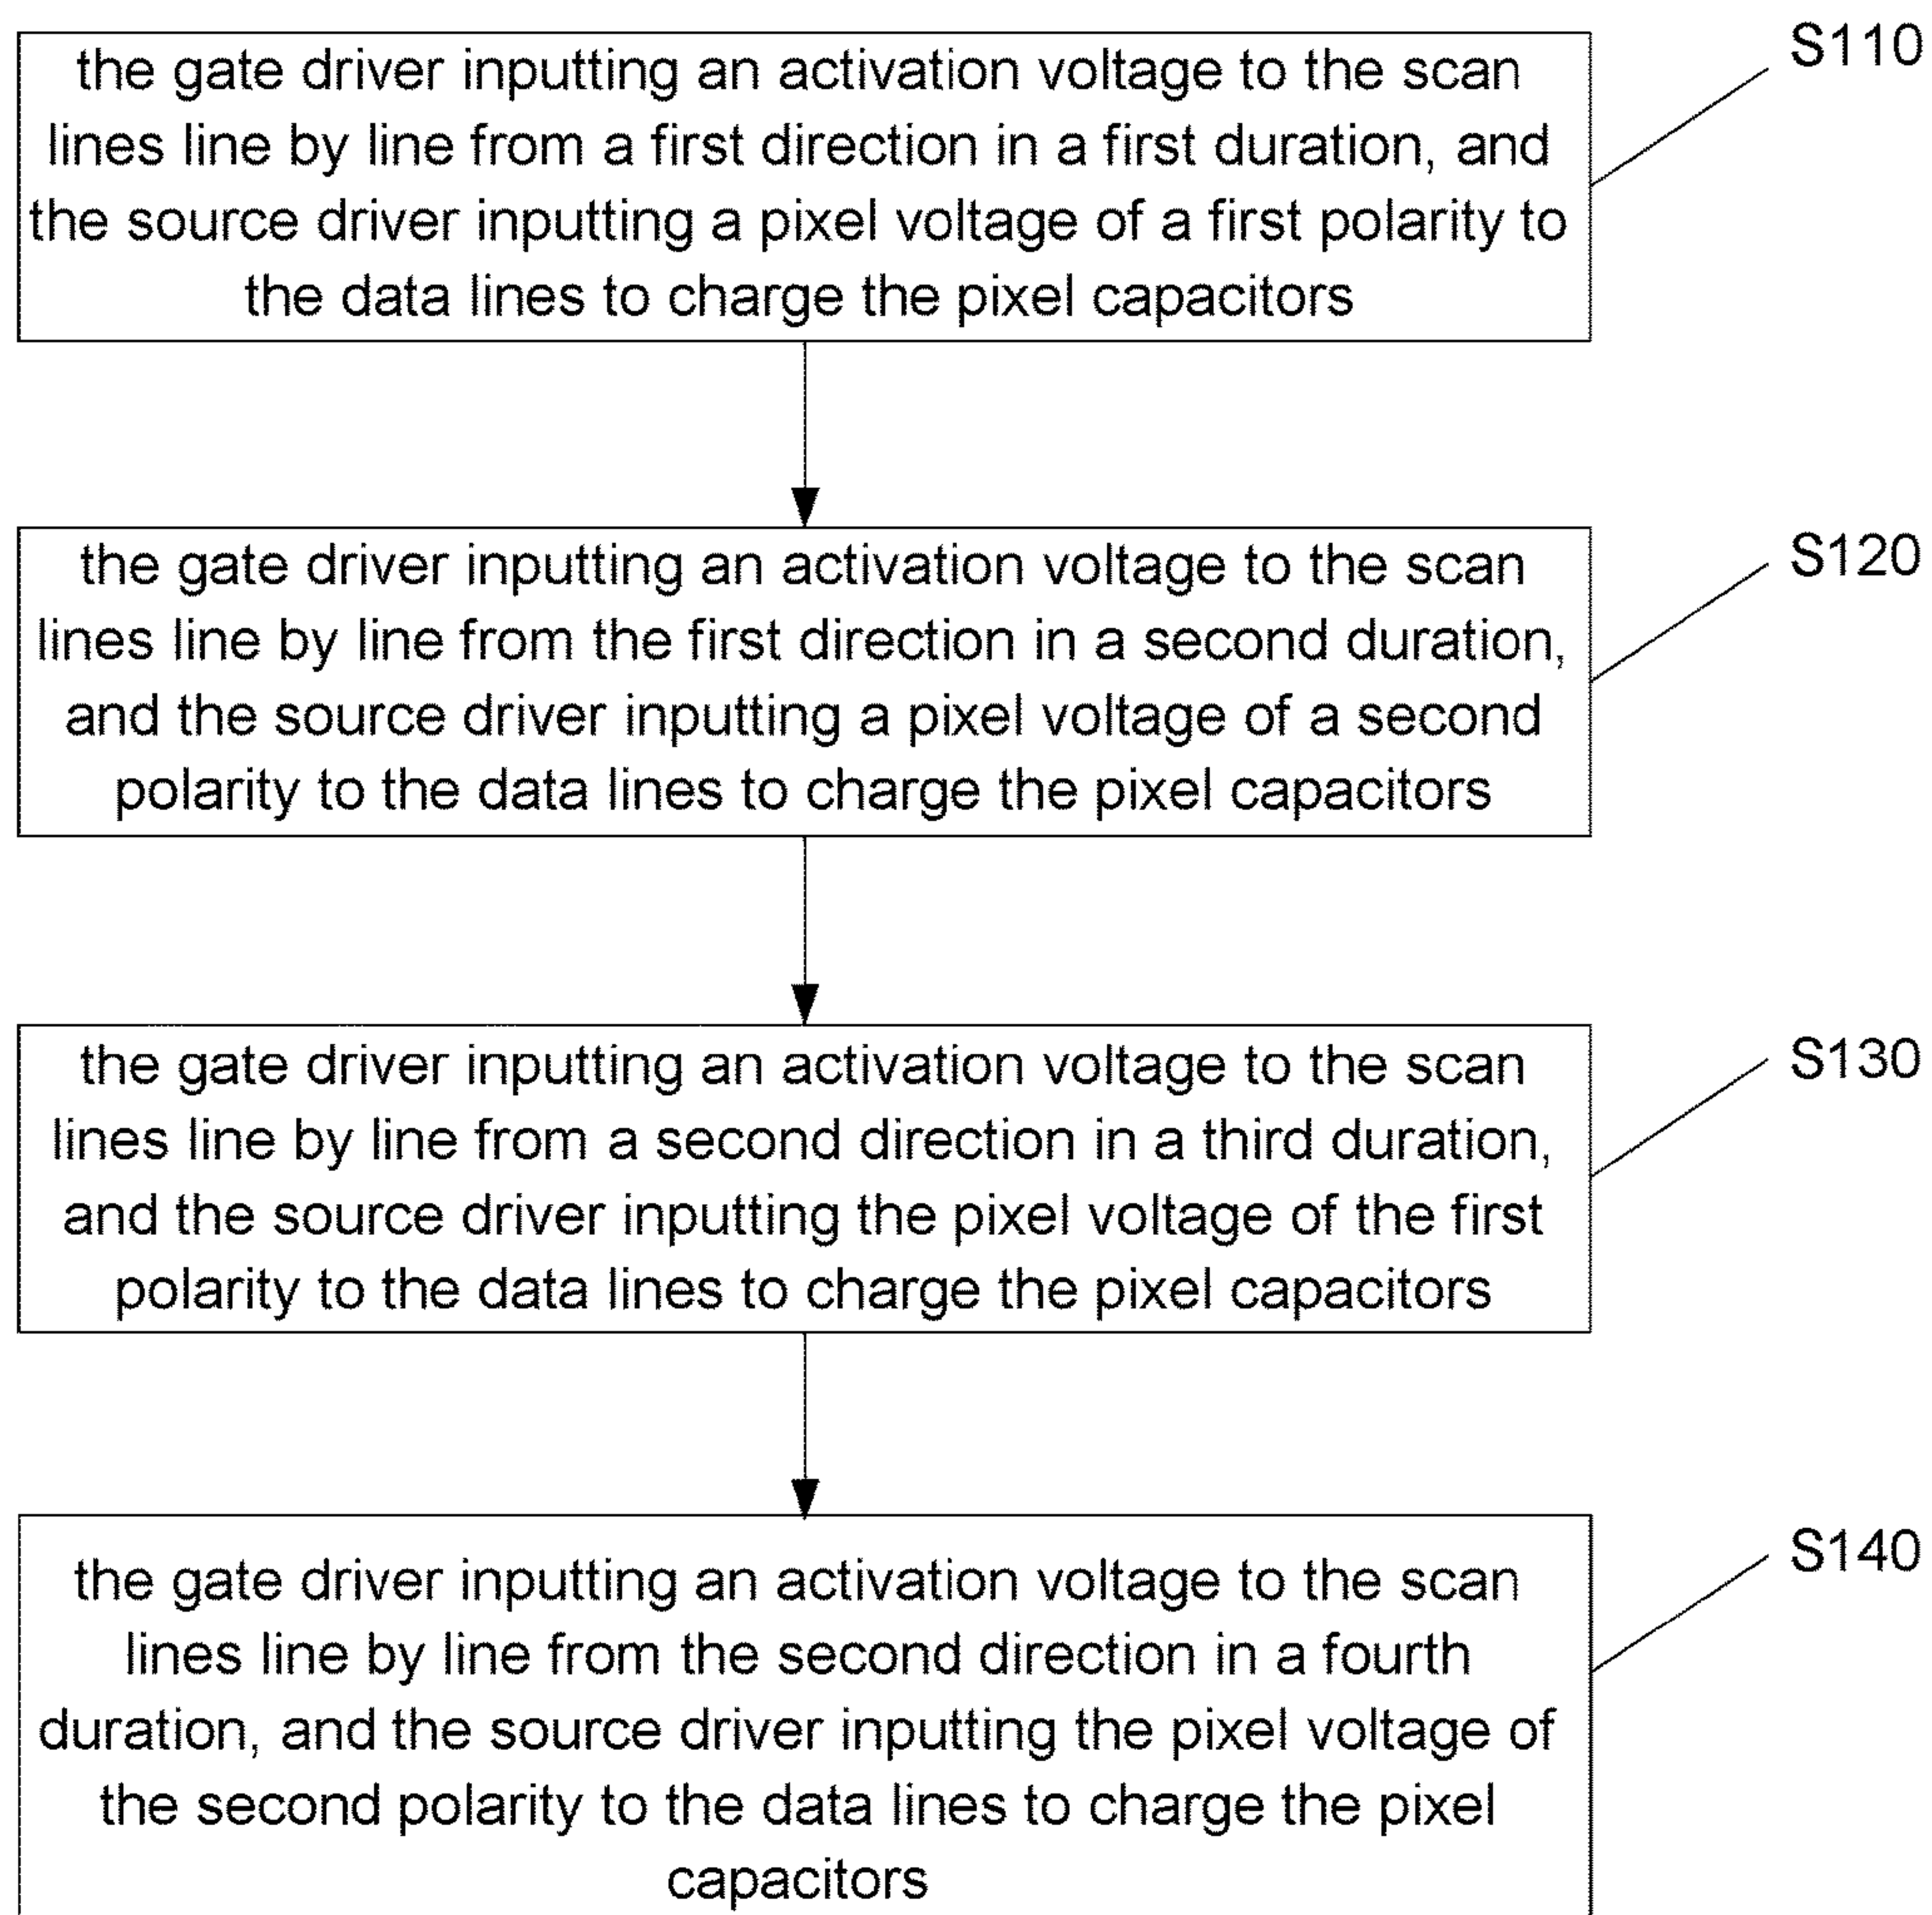 the gate driver inputting an activation voltage to the scan
lines line by line from a first direction in a first duration, and
the source driver inputting a pixel voltage of a first polarity to
the data lines to charge the pixel capacitors
S110
the gate driver inputting an activation voltage to the scan
lines line by line from the first direction in a second duration,
and the source driver inputting a pixel voltage of a second
polarity to the data lines to charge the pixel capacitors
S120
the gate driver inputting an activation voltage to the scan
lines line by line from a second direction in a third duration,
and the source driver inputting the pixel voltage of the first
polarity to the data lines to charge the pixel capacitors
S130
the gate driver inputting an activation voltage to the scan
lines line by line from the second direction in a fourth
duration, and the source driver inputting the pixel voltage of
the second polarity to the data lines to charge the pixel
capacitors
S140